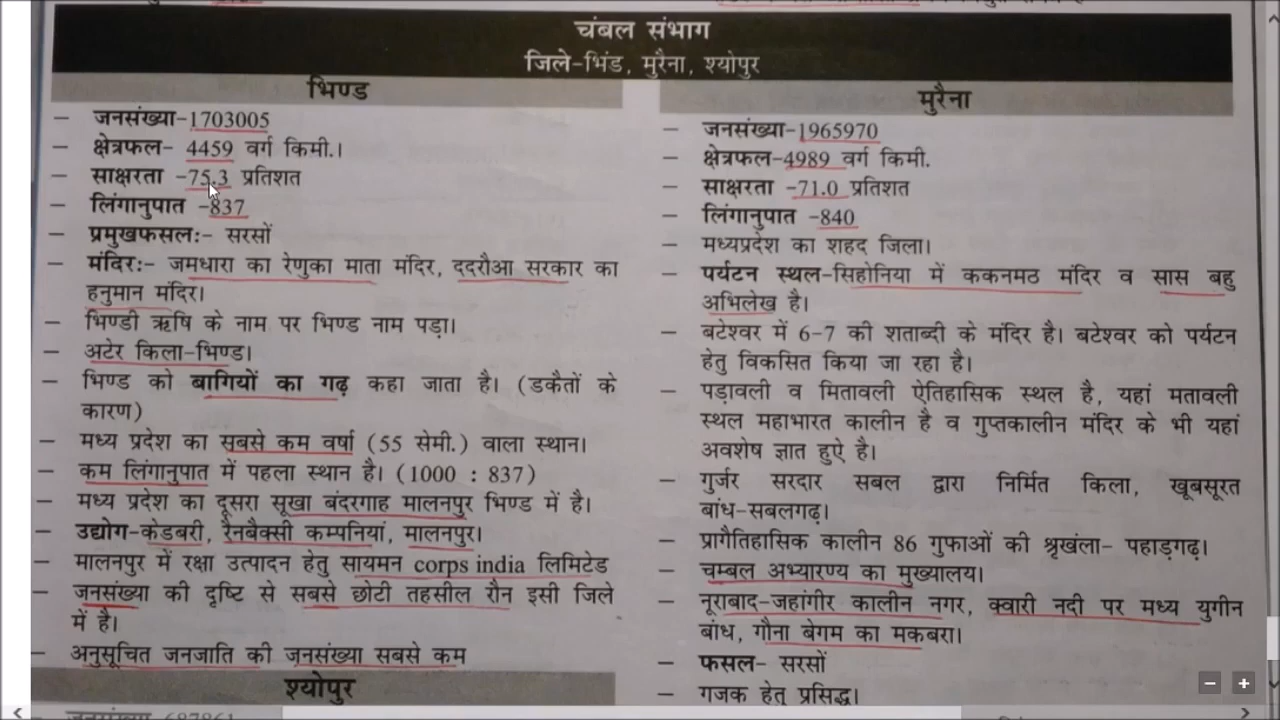 चंबल संभाग
जिले-भिंड, मुरैना, श्योपुर
भिण्ड
– जनसंख्या-1703005
– क्षेत्रफल- 4459 वर्ग किमी.।
– साक्षरता -75.3 प्रतिशत
– लिंगानुपात -837
– प्रमुखफसलः- सरसों
– मंदिरः- जमधारा का रेणुका माता मंदिर, ददरौआ सरकार का
हनुमान मंदिर।
– भिण्डी ऋषि के नाम पर भिण्ड नाम पड़ा।
– अटेर किला-भिण्ड।
– भिण्ड को बागियों का गढ़ कहा जाता है। (डकैतों के
कारण)
– मध्य प्रदेश का सबसे कम वर्षा (55 सेमी.) वाला स्थान।
– कम लिंगानुपात में पहला स्थान है। (1000 : 837)
– मध्य प्रदेश का दूसरा सूखा बंदरगाह मालनपुर भिण्ड में है।
– उद्योग-केडबरी, रैनबैक्सी कम्पनियां, मालनपुर।
– मालनपुर में रक्षा उत्पादन हेतु सायमन corps india लिमिटेड
– जनसंख्या की दृष्टि से सबसे छोटी तहसील रौन इसी जिले
में है।
– अनुसूचित जनजाति की जनसंख्या सबसे कम
श्योपुर
मुरैना
– जनसंख्या-1965970
– क्षेत्रफल-4989 वर्ग किमी.
– साक्षरता -71.0 प्रतिशत
– लिंगानुपात -840
– मध्यप्रदेश का शहद जिला।
– पर्यटन स्थल-सिहोनिया में ककनमठ मंदिर व सास बहु
अभिलेख है।
– बटेश्वर में 6-7 की शताब्दी के मंदिर है। बटेश्वर को पर्यटन
हेतु विकसित किया जा रहा है।
– पड़ावली व मितावली ऐतिहासिक स्थल है, यहां मतावली
स्थल महाभारत कालीन है व गुप्तकालीन मंदिर के भी यहां
अवशेष ज्ञात हुऐ है।
– गुर्जर सरदार सबल द्वारा निर्मित किला, खूबसूरत
बांध-सबलगढ़।
– प्रागैतिहासिक कालीन 86 गुफाओं की श्रृखंला- पहाड़गढ़।
– चम्बल अभ्यारण्य का मुख्यालय।
– नूराबाद-जहांगीर कालीन नगर, क्वारी नदी पर मध्य युगीन
बांध, गौना बेगम का मकबरा।
– फसल- सरसों
– गजक हेतु प्रसिद्ध।